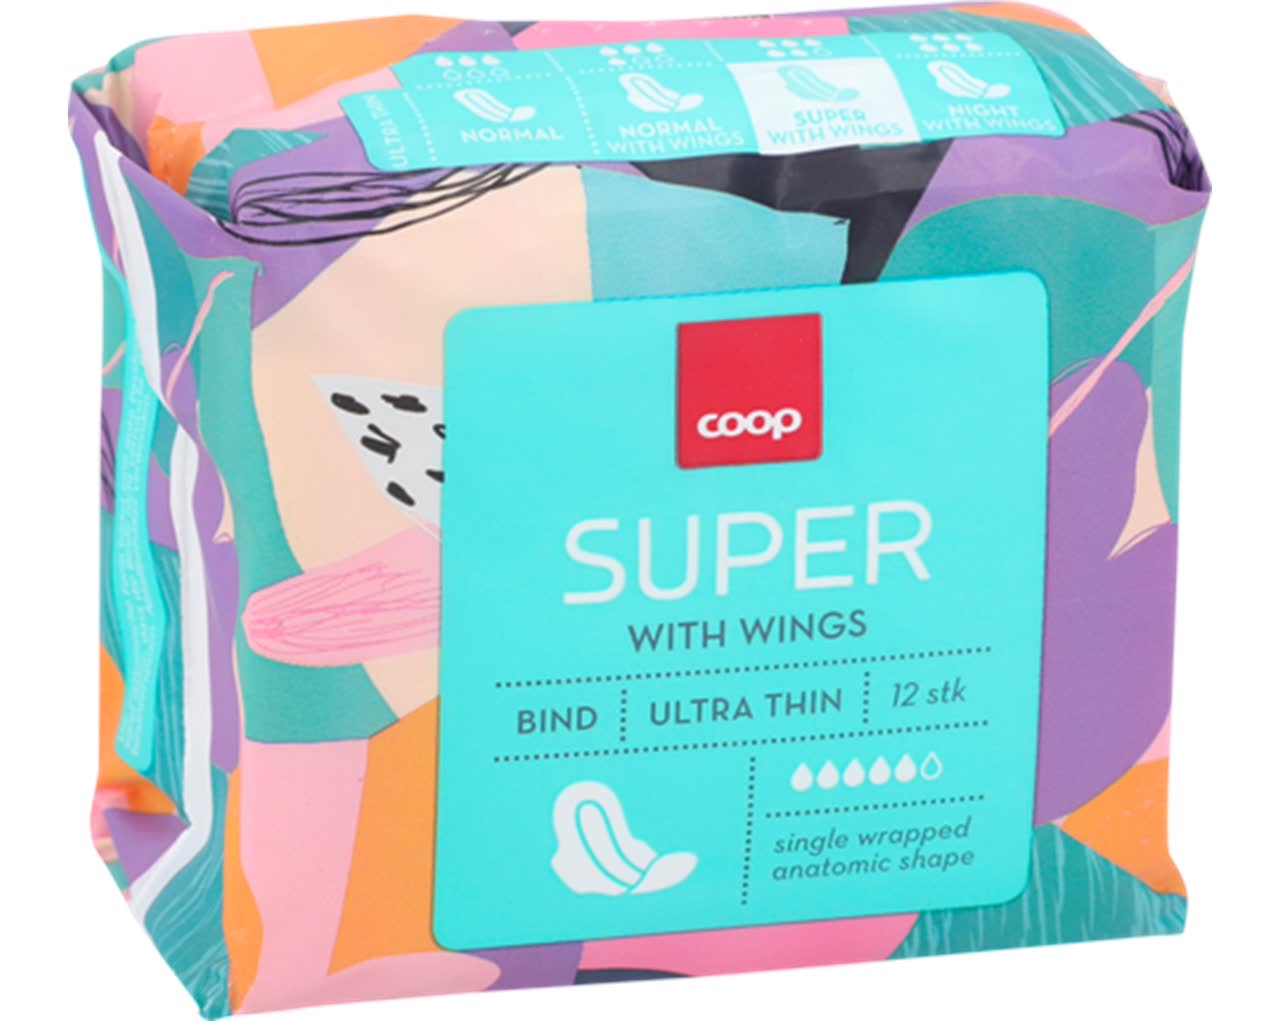 ULTRA THIN
NORMAL
NORMAL
WITH WINGS
SUPER
WITH WINGS
NIGHT
WITH WINGS
coop
SUPER
WITH WINGS
BIND
ULTRA THIN
12 stk
single wrapped
anatomic shape